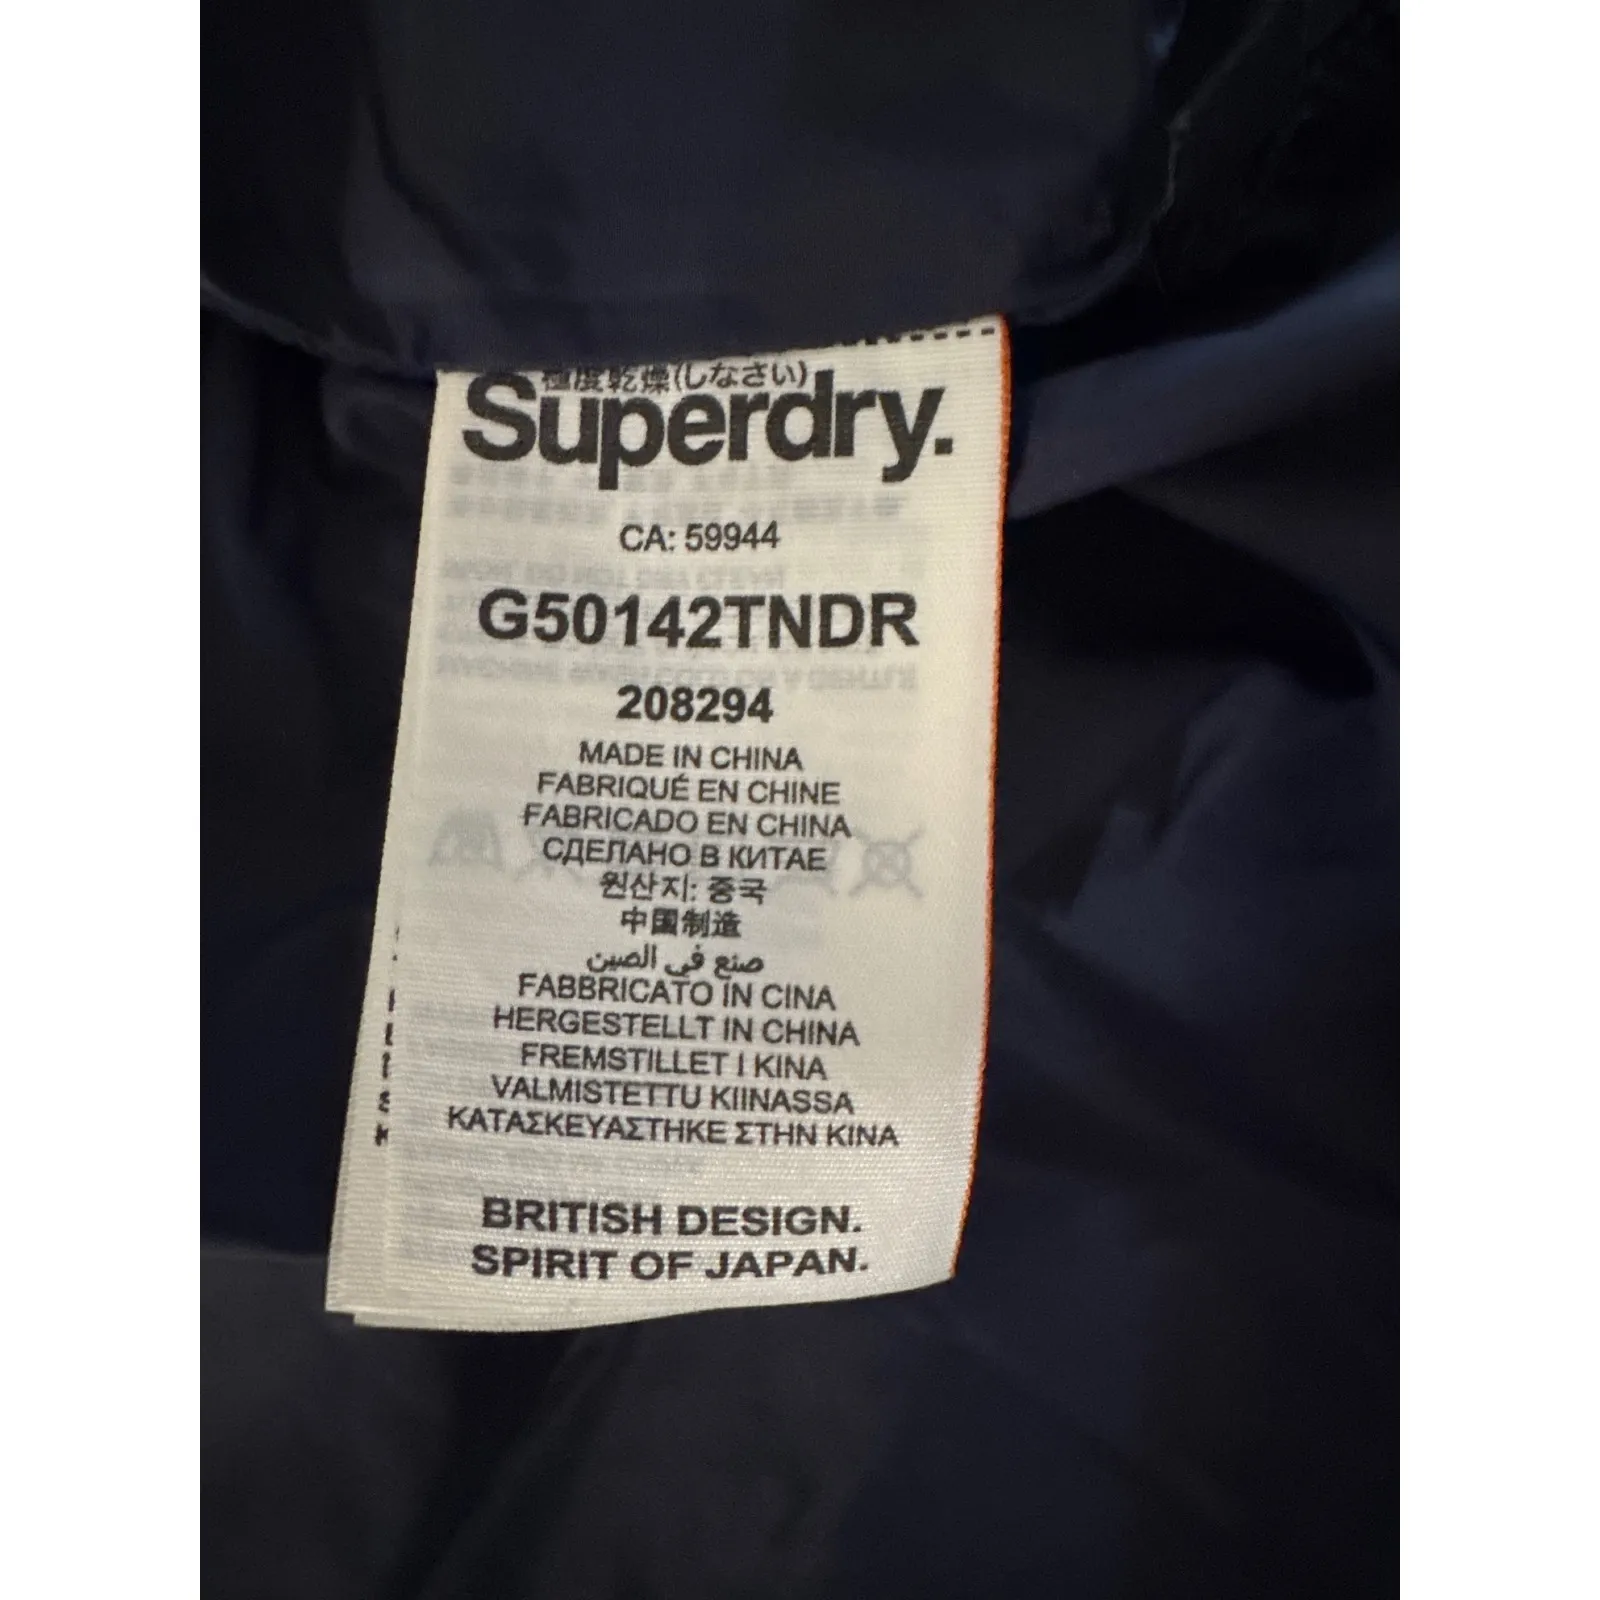 極度乾燥(しなさい)
Superdry.
CA: 59944
G50142TNDR
208294
MADE IN CHINA
FABRIQUÉ EN CHINE
FABRICADO EN CHINA
СДЕЛАНО В КИТАЕ
원산지: 중국
中国制造
صنع في الصين
FABBRICATO IN CINA
HERGESTELLT IN CHINA
FREMSTILLET I KINA
VALMISTETTU KIINASSA
ΚΑΤΑΣΚΕΥΑΣΤΗΚΕ ΣΤΗΝ ΚΙΝΑ
BRITISH DESIGN.
SPIRIT OF JAPAN.